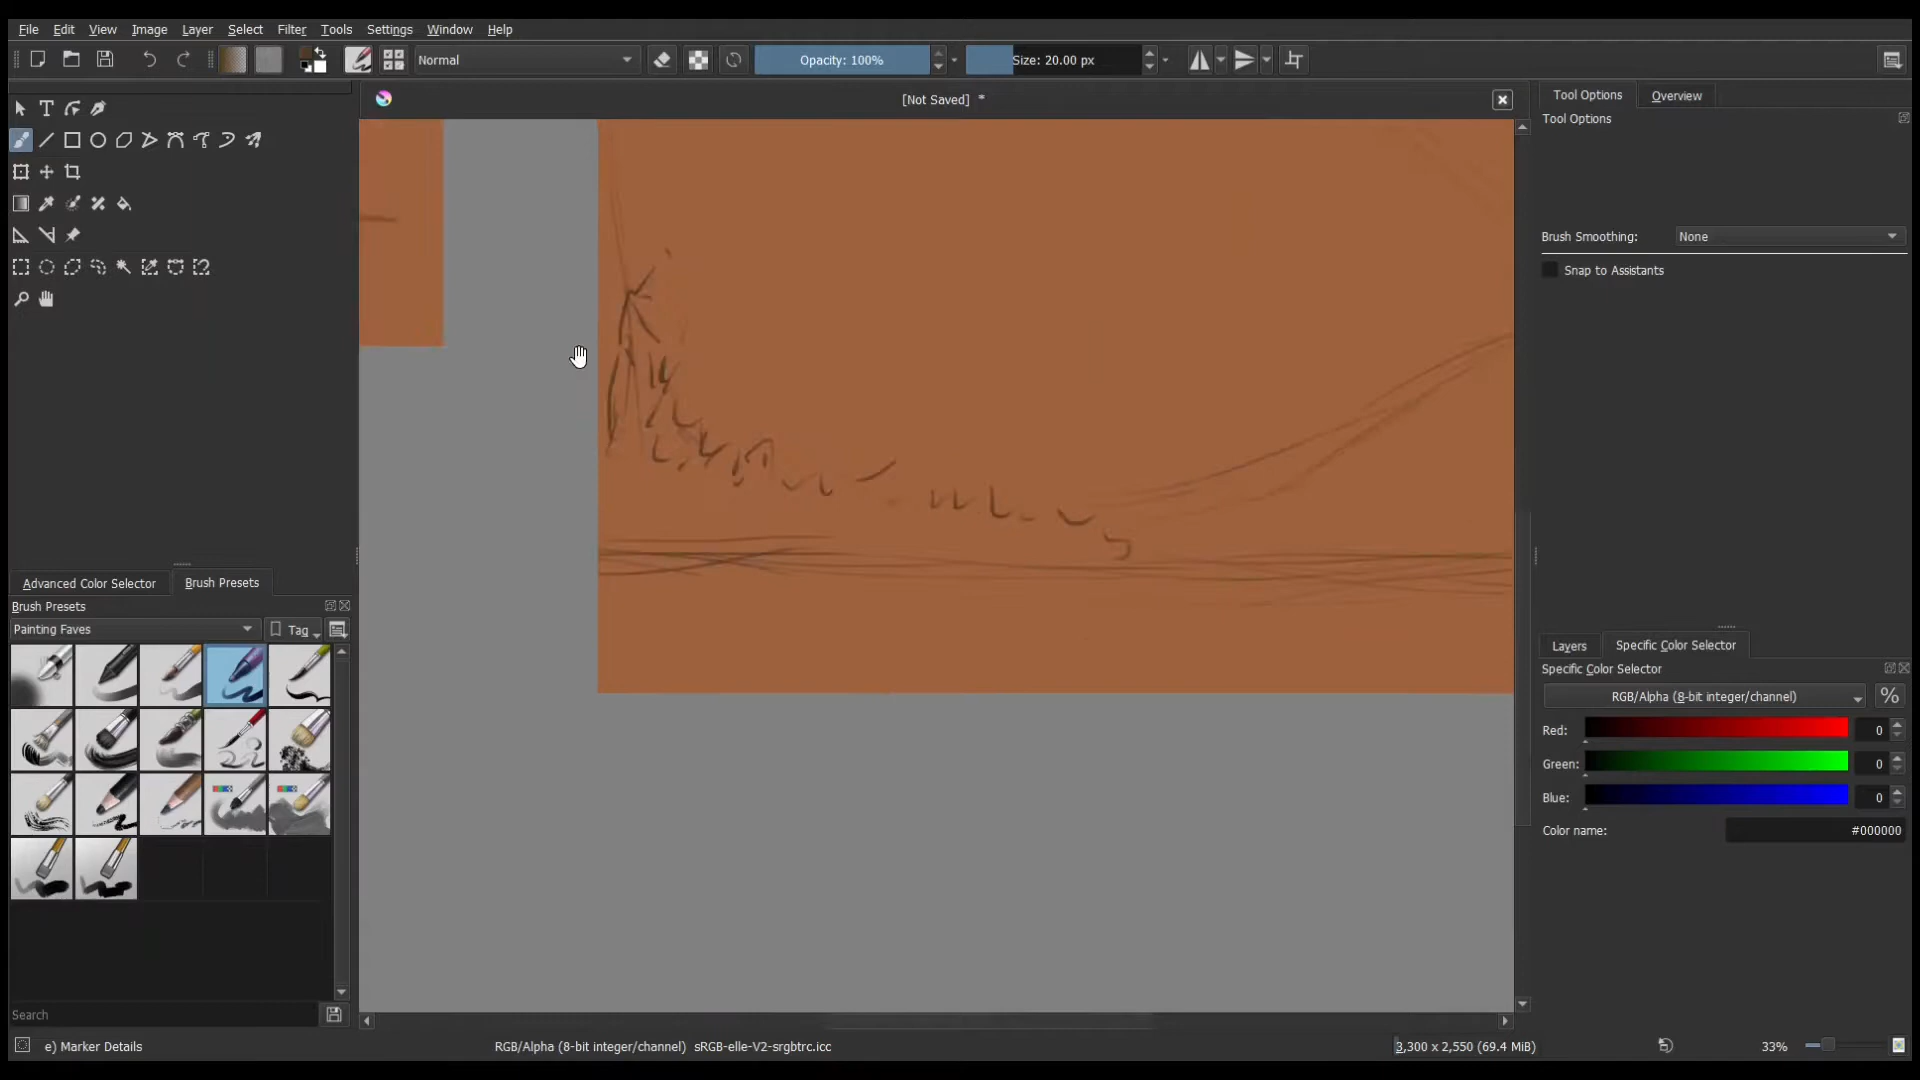 File Edit View Image Layer Select Filter Tools Settings Window Help
Normal Opacity: 100% Size: 20.00 px
[Not Saved] *
Tool Options Overview
Tool Options
Brush Smoothing: None
Snap to Assistants
Advanced Color Selector Brush Presets
Brush Presets
Painting Faves Tag
Layers Specific Color Selector
Specific Color Selector
RGB/Alpha (8-bit integer/channel) %
Red: 0
Green: 0
Blue: 0
Color name: #000000
Search
e) Marker Details RGB/Alpha (8-bit integer/channel) sRGB-elle-V2-srgbtrc.icc 3,300 x 2,550 (69.4 MiB) 33%